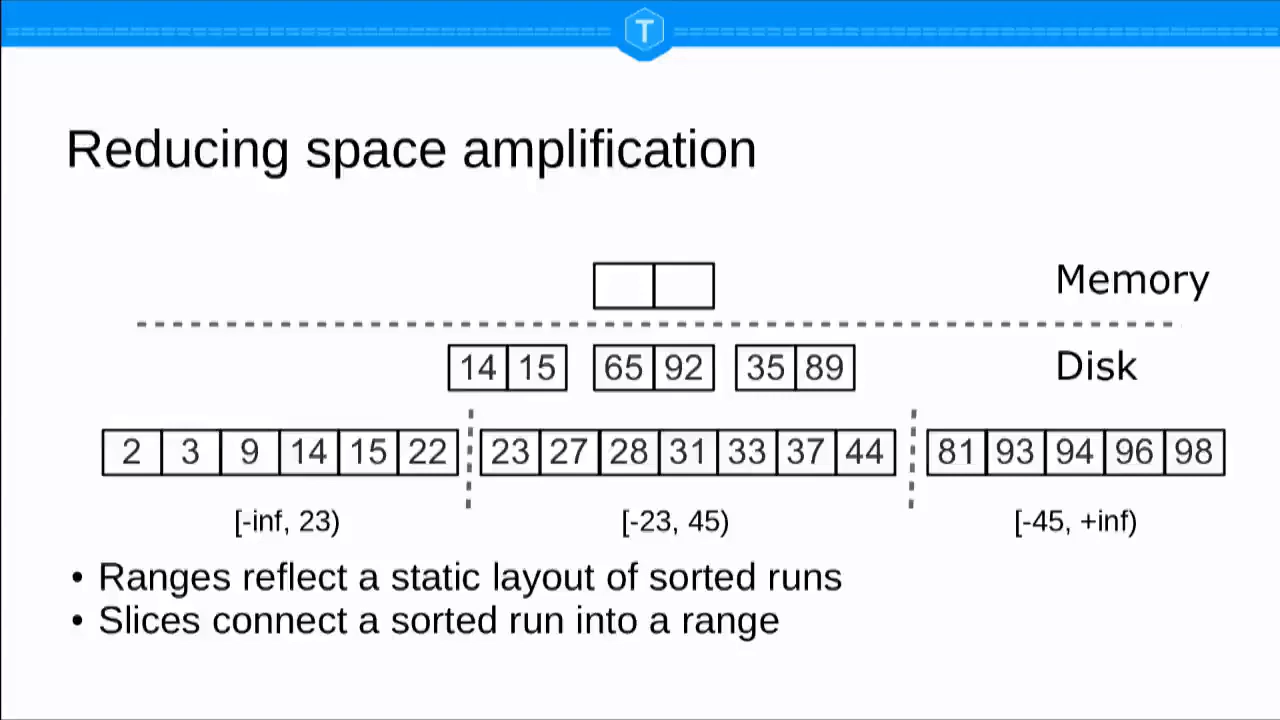 T
Reducing space amplification
Memory
14 15 65 92 35 89 Disk
2 3 9 14 15 22 23 27 28 31 33 37 44 81 93 94 96 98
[-inf, 23) [-23, 45) [-45, +inf)
• Ranges reflect a static layout of sorted runs
• Slices connect a sorted run into a range